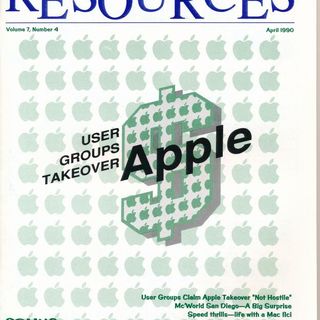 RESOURCES
Volume 7, Number 4
April 1990
USER
GROUPS
TAKEOVER
Apple
User Groups Claim Apple Takeover "Not Hostile"
McWorld San Diego—A Big Surprise
Speed thrills—life with a Mac IIci